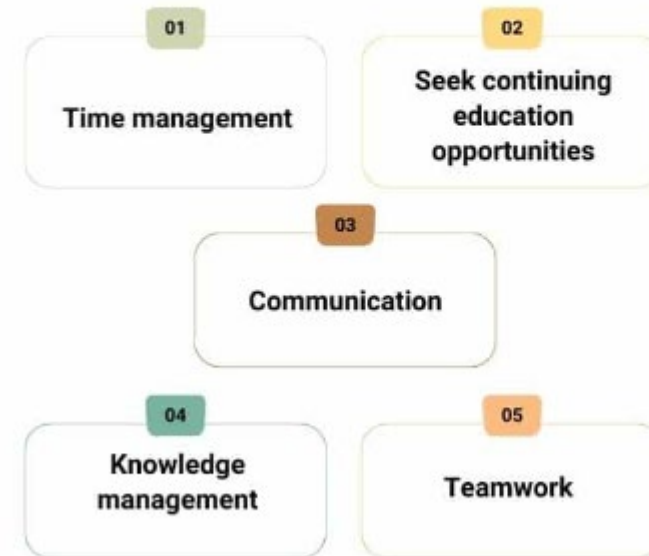 01
Time management
02
Seek continuing
education
opportunities
03
Communication
04
Knowledge
management
05
Teamwork